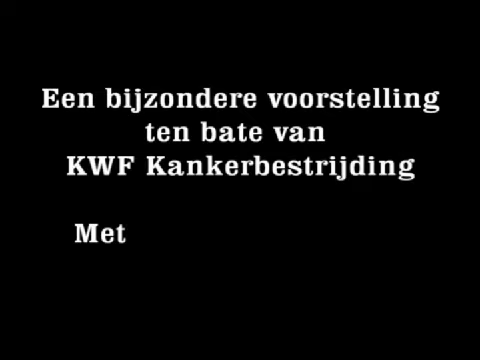 Een bijzondere voorstelling
ten bate van
KWF Kankerbestrijding
Met